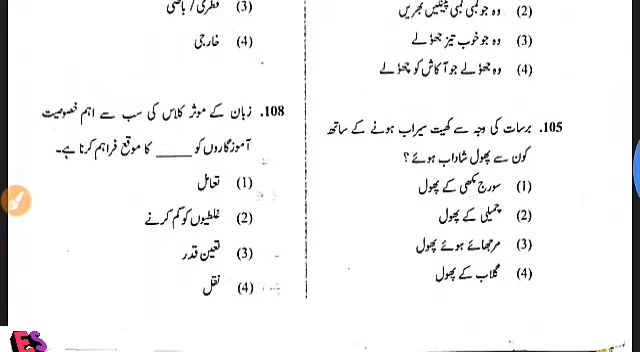 (2) وہ جو لمبی لمبی پینگیں بھریں
(3) وہ جو خوب تیز جھولے
(4) وہ جھولے جو آکاش کو چھولے
.105 برسات کی وجہ سے کھیت سیراب ہونے کے ساتھ
کون سے پھول شاداب ہوئے ؟
(1) سورج مکھی کے پھول
(2) چمیلی کے پھول
(3) مرجھائے ہوئے پھول
(4) گلاب کے پھول
(3) فطری / باطنی
(4) خارجی
.108 زبان کے موثر کلاس کی سب سے اہم خصوصیت
آموزگاروں کو _____ کا موقع فراہم کرنا ہے۔
(1) تعامل
(2) غلطیوں کو کم کرنے
(3) تعین قدر
(4) نقل
ES